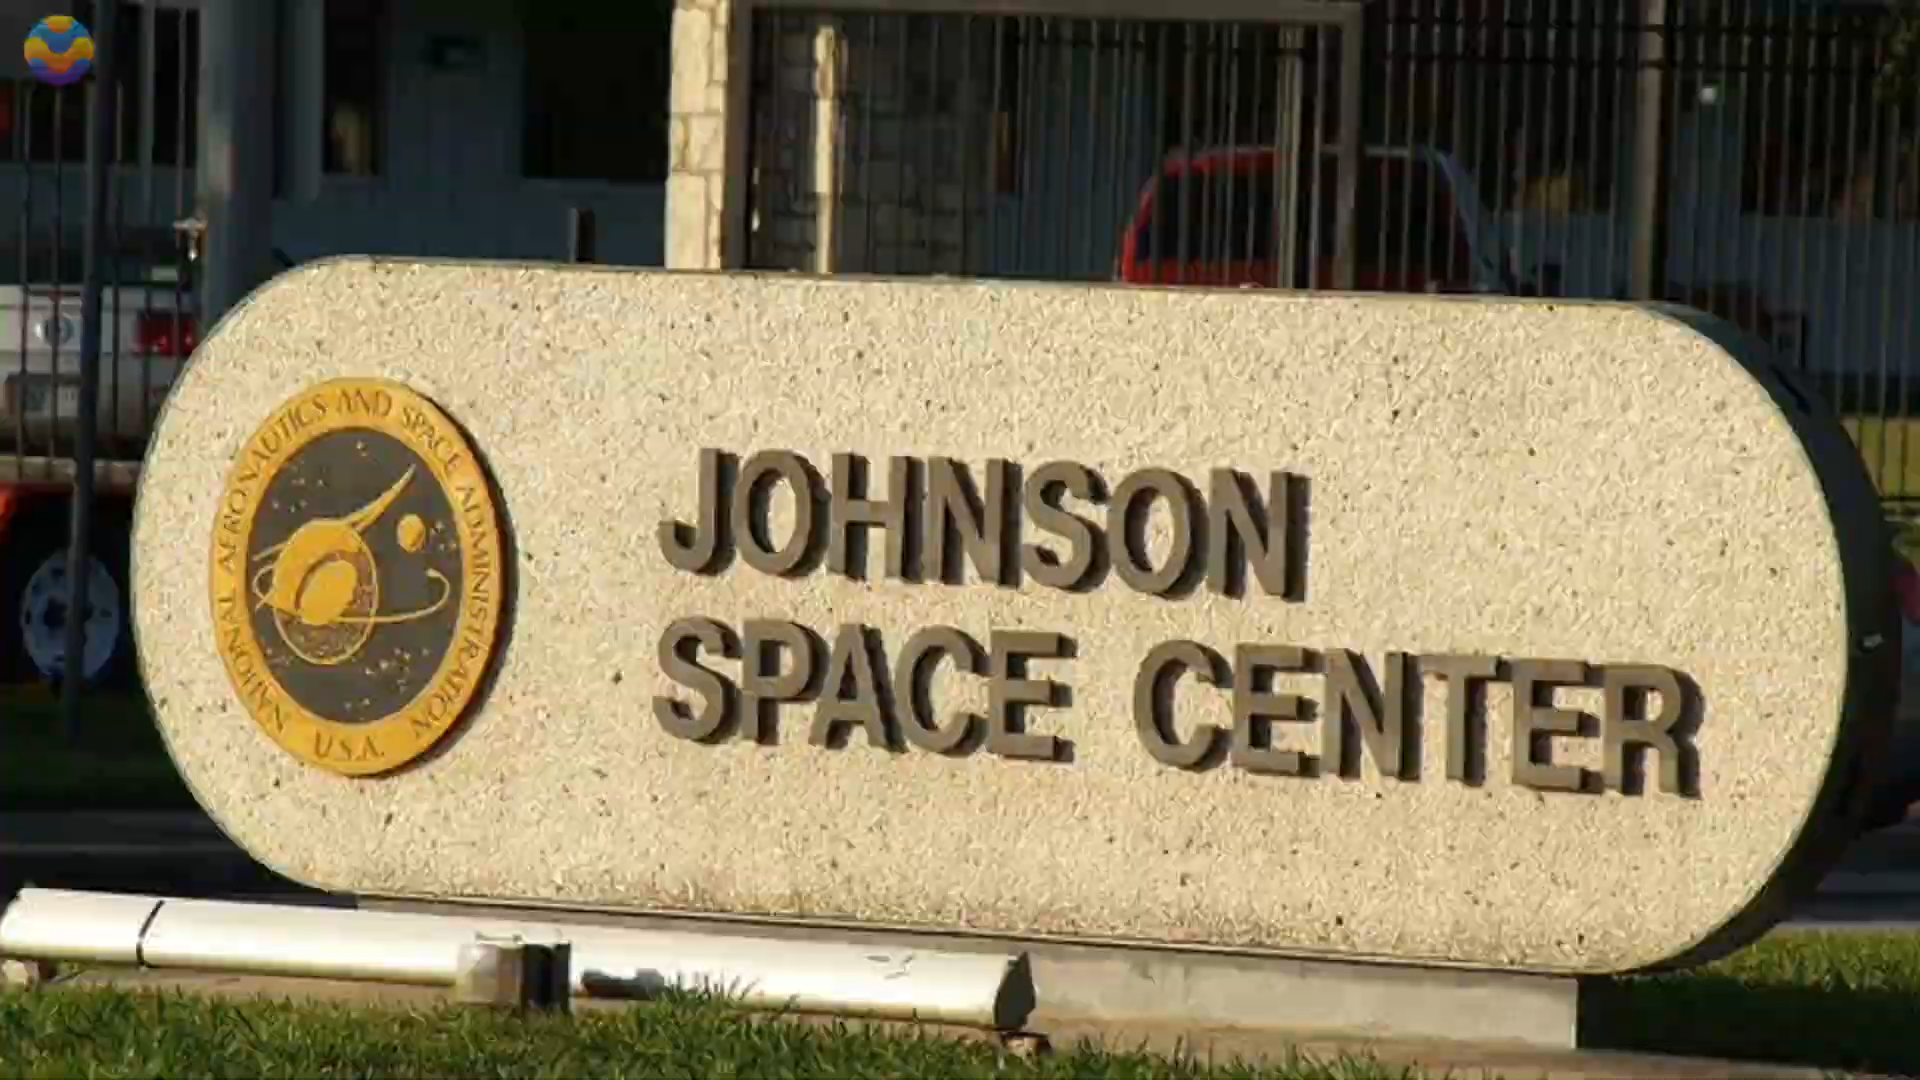 NATIONAL AERONAUTICS AND SPACE ADMINISTRATION
U.S.A.
JOHNSON
SPACE CENTER